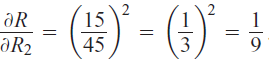 ∂R/∂R2 = (15/45)² = (1/3)² = 1/9.